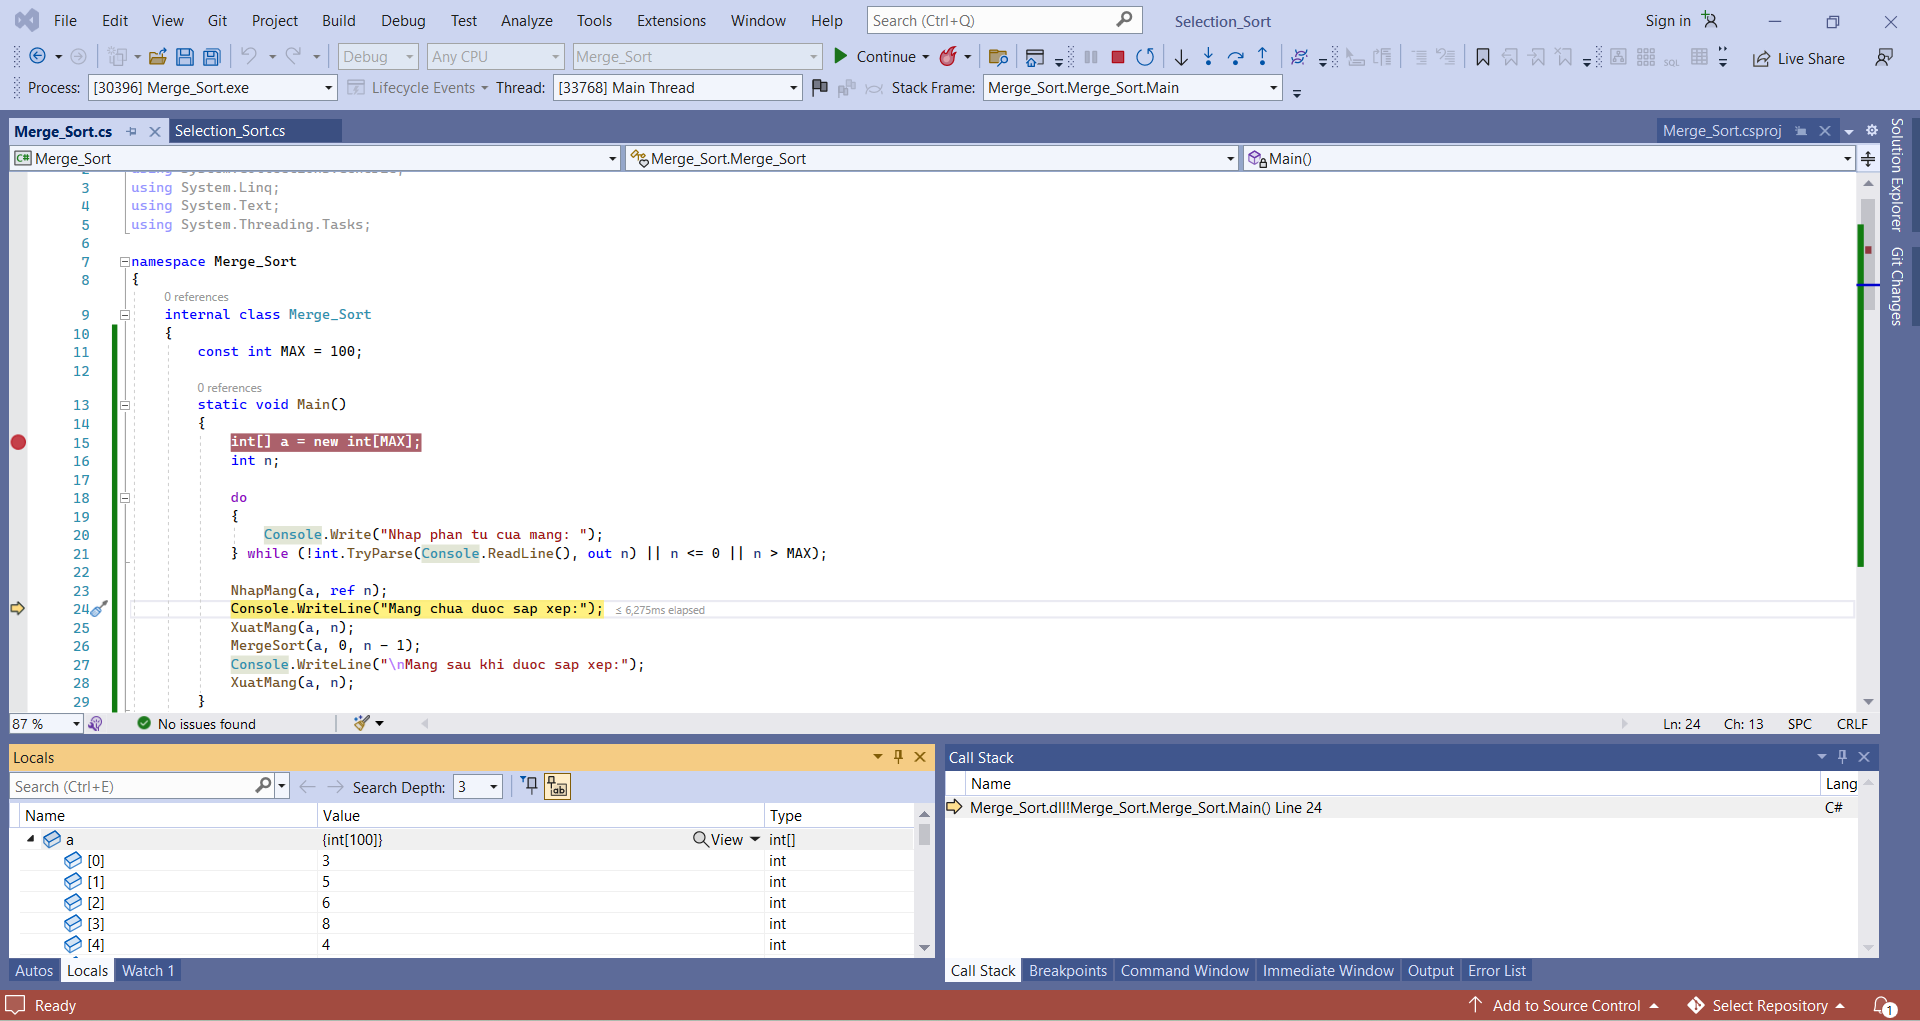 File Edit View Git Project Build Debug Test Analyze Tools Extensions Window Help Search (Ctrl+Q) Selection_Sort Sign in
Debug Any CPU Merge_Sort Continue Live Share
Process: [30396] Merge_Sort.exe Lifecycle Events Thread: [33768] Main Thread Stack Frame: Merge_Sort.Merge_Sort.Main
Merge_Sort.cs Selection_Sort.cs Merge_Sort.csproj
Merge_Sort Merge_Sort.Merge_Sort Main()
Solution Explorer
Git Changes
3 using System.Linq;
4 using System.Text;
5 using System.Threading.Tasks;
6
7 namespace Merge_Sort
8 {
0 references
9 internal class Merge_Sort
10 {
11 const int MAX = 100;
12
0 references
13 static void Main()
14 {
15 int[] a = new int[MAX];
16 int n;
17
18 do
19 {
20 Console.Write("Nhap phan tu cua mang: ");
21 } while (!int.TryParse(Console.ReadLine(), out n) || n <= 0 || n > MAX);
22
23 NhapMang(a, ref n);
24 Console.WriteLine("Mang chua duoc sap xep:"); ≤ 6,275ms elapsed
25 XuatMang(a, n);
26 MergeSort(a, 0, n - 1);
27 Console.WriteLine("\nMang sau khi duoc sap xep:");
28 XuatMang(a, n);
29 }
87 % No issues found Ln: 24 Ch: 13 SPC CRLF
Locals
Search (Ctrl+E) Search Depth: 3
Name Value Type
a {int[100]} View int[]
[0] 3 int
[1] 5 int
[2] 6 int
[3] 8 int
[4] 4 int
Autos Locals Watch 1
Call Stack
Name Lang
Merge_Sort.dll!Merge_Sort.Merge_Sort.Main() Line 24 C#
Call Stack Breakpoints Command Window Immediate Window Output Error List
Ready Add to Source Control Select Repository 1